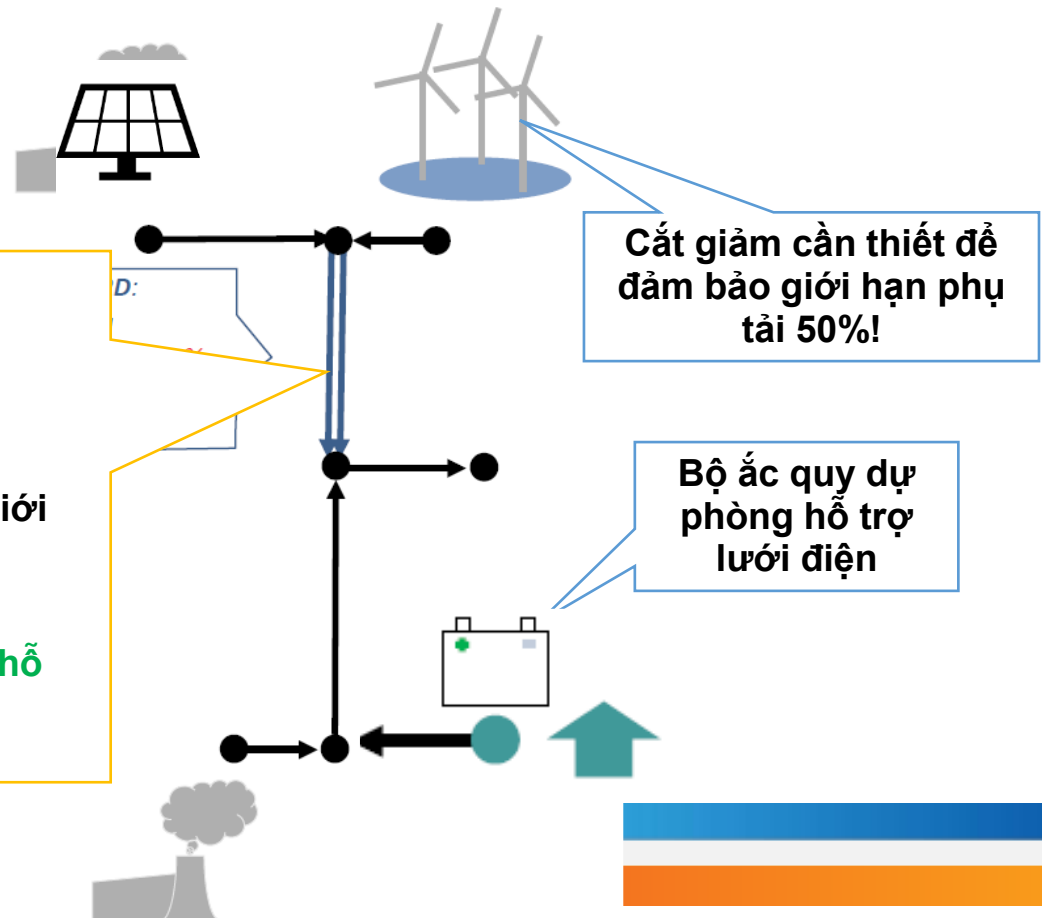 Cắt giảm cần thiết để
đảm bảo giới hạn phụ
tải 50%!
D:
%
Bộ ắc quy dự
phòng hỗ trợ
lưới điện
iới
hỗ